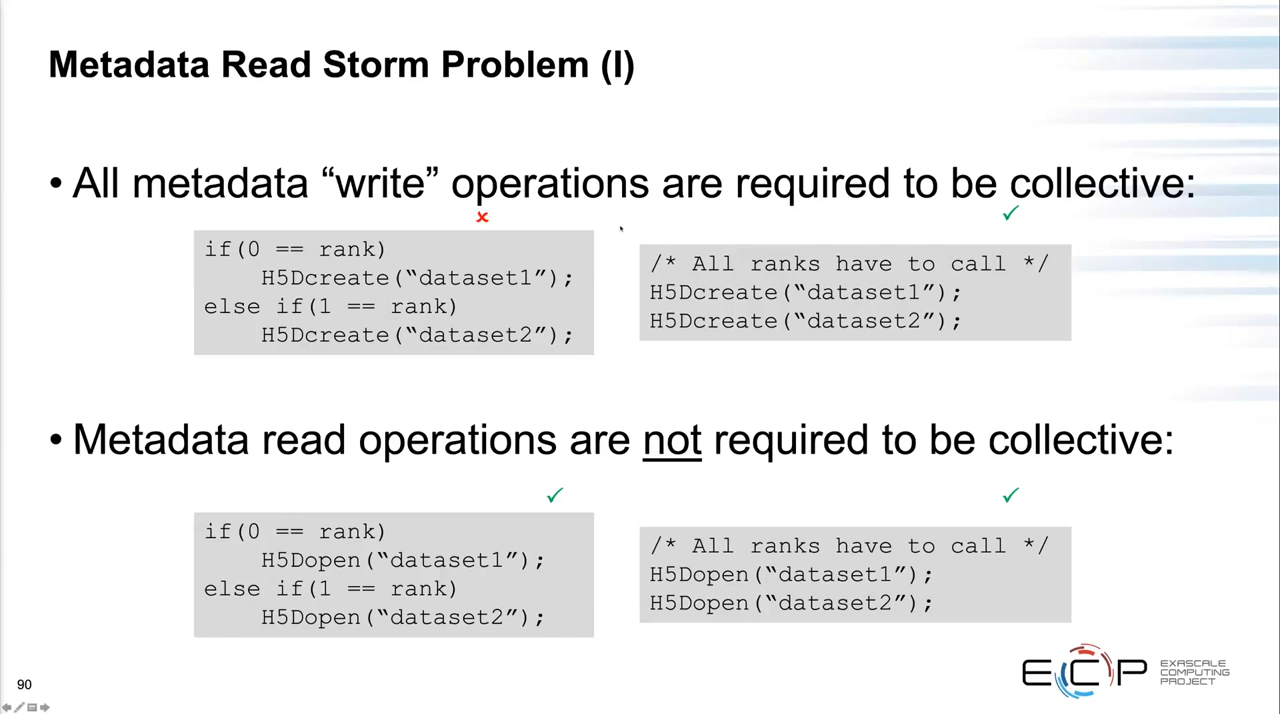 Metadata Read Storm Problem (I)
• All metadata “write” operations are required to be collective:
✗
✓
if(0 == rank)
H5Dcreate(“dataset1”);
else if(1 == rank)
H5Dcreate(“dataset2”);
/* All ranks have to call */
H5Dcreate(“dataset1”);
H5Dcreate(“dataset2”);
• Metadata read operations are not required to be collective:
✓
✓
if(0 == rank)
H5Dopen(“dataset1”);
else if(1 == rank)
H5Dopen(“dataset2”);
/* All ranks have to call */
H5Dopen(“dataset1”);
H5Dopen(“dataset2”);
ECP
EXASCALE
COMPUTING
PROJECT
90